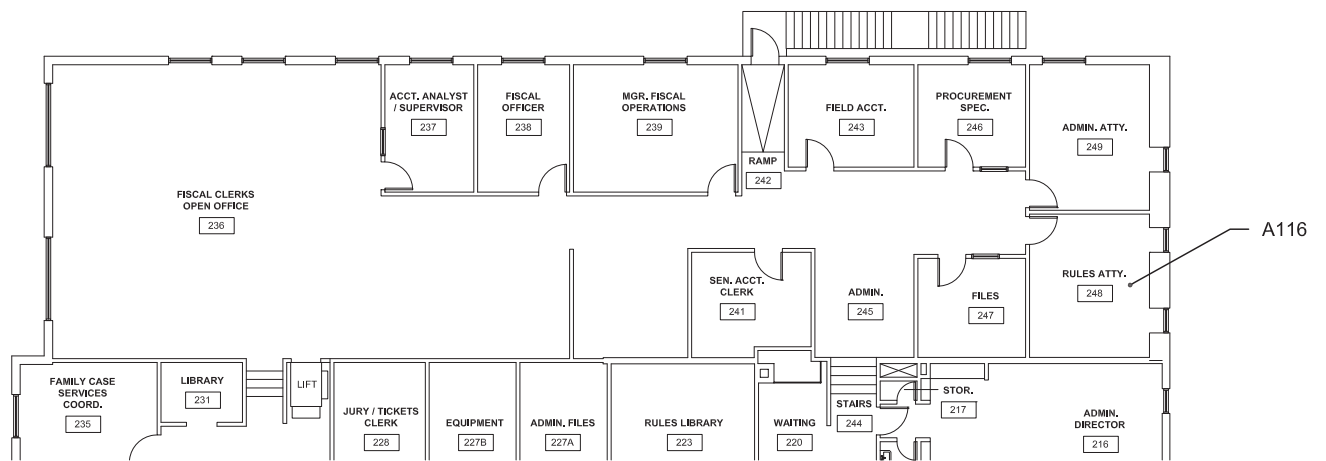 ACCT. ANALYST
/ SUPERVISOR
237
FISCAL
OFFICER
238
MGR. FISCAL
OPERATIONS
239
RAMP
242
FIELD ACCT.
243
PROCUREMENT
SPEC.
246
ADMIN. ATTY.
249
FISCAL CLERKS
OPEN OFFICE
236
A116
SEN. ACCT.
CLERK
241
ADMIN.
245
FILES
247
RULES ATTY.
248
FAMILY CASE
SERVICES
COORD.
235
LIBRARY
231
LIFT
JURY / TICKETS
CLERK
228
EQUIPMENT
227B
ADMIN. FILES
227A
RULES LIBRARY
223
WAITING
220
STAIRS
244
STOR.
217
ADMIN.
DIRECTOR
216